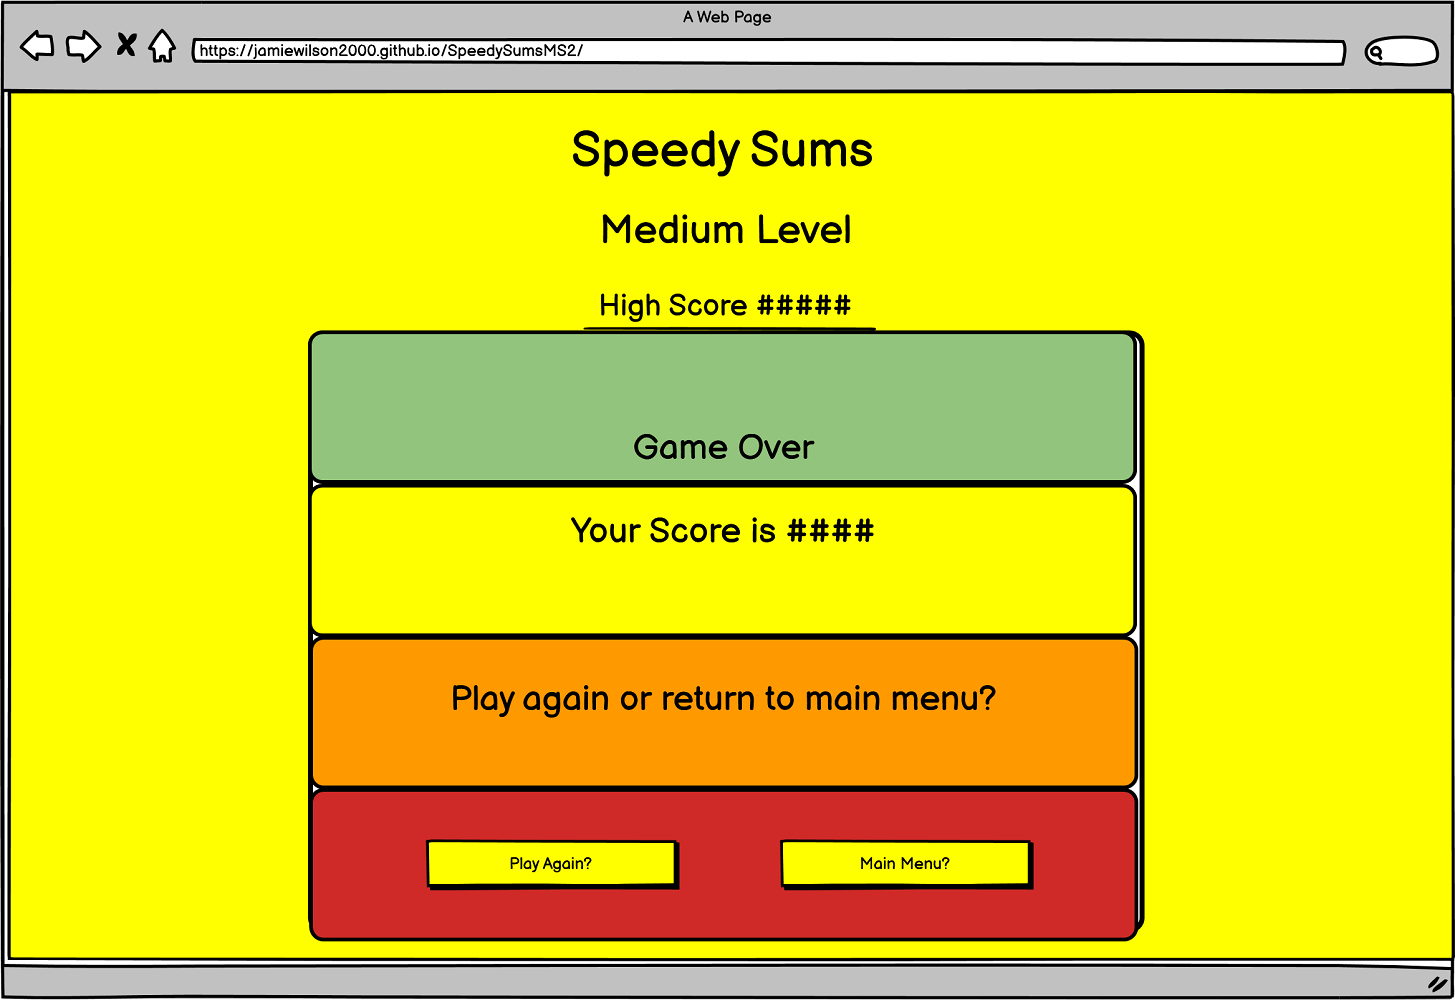 A Web Page
https://jamiewilson2000.github.io/SpeedySumsMS2/
Speedy Sums
Medium Level
High Score #####
Game Over
Your Score is ####
Play again or return to main menu?
Play Again?
Main Menu?